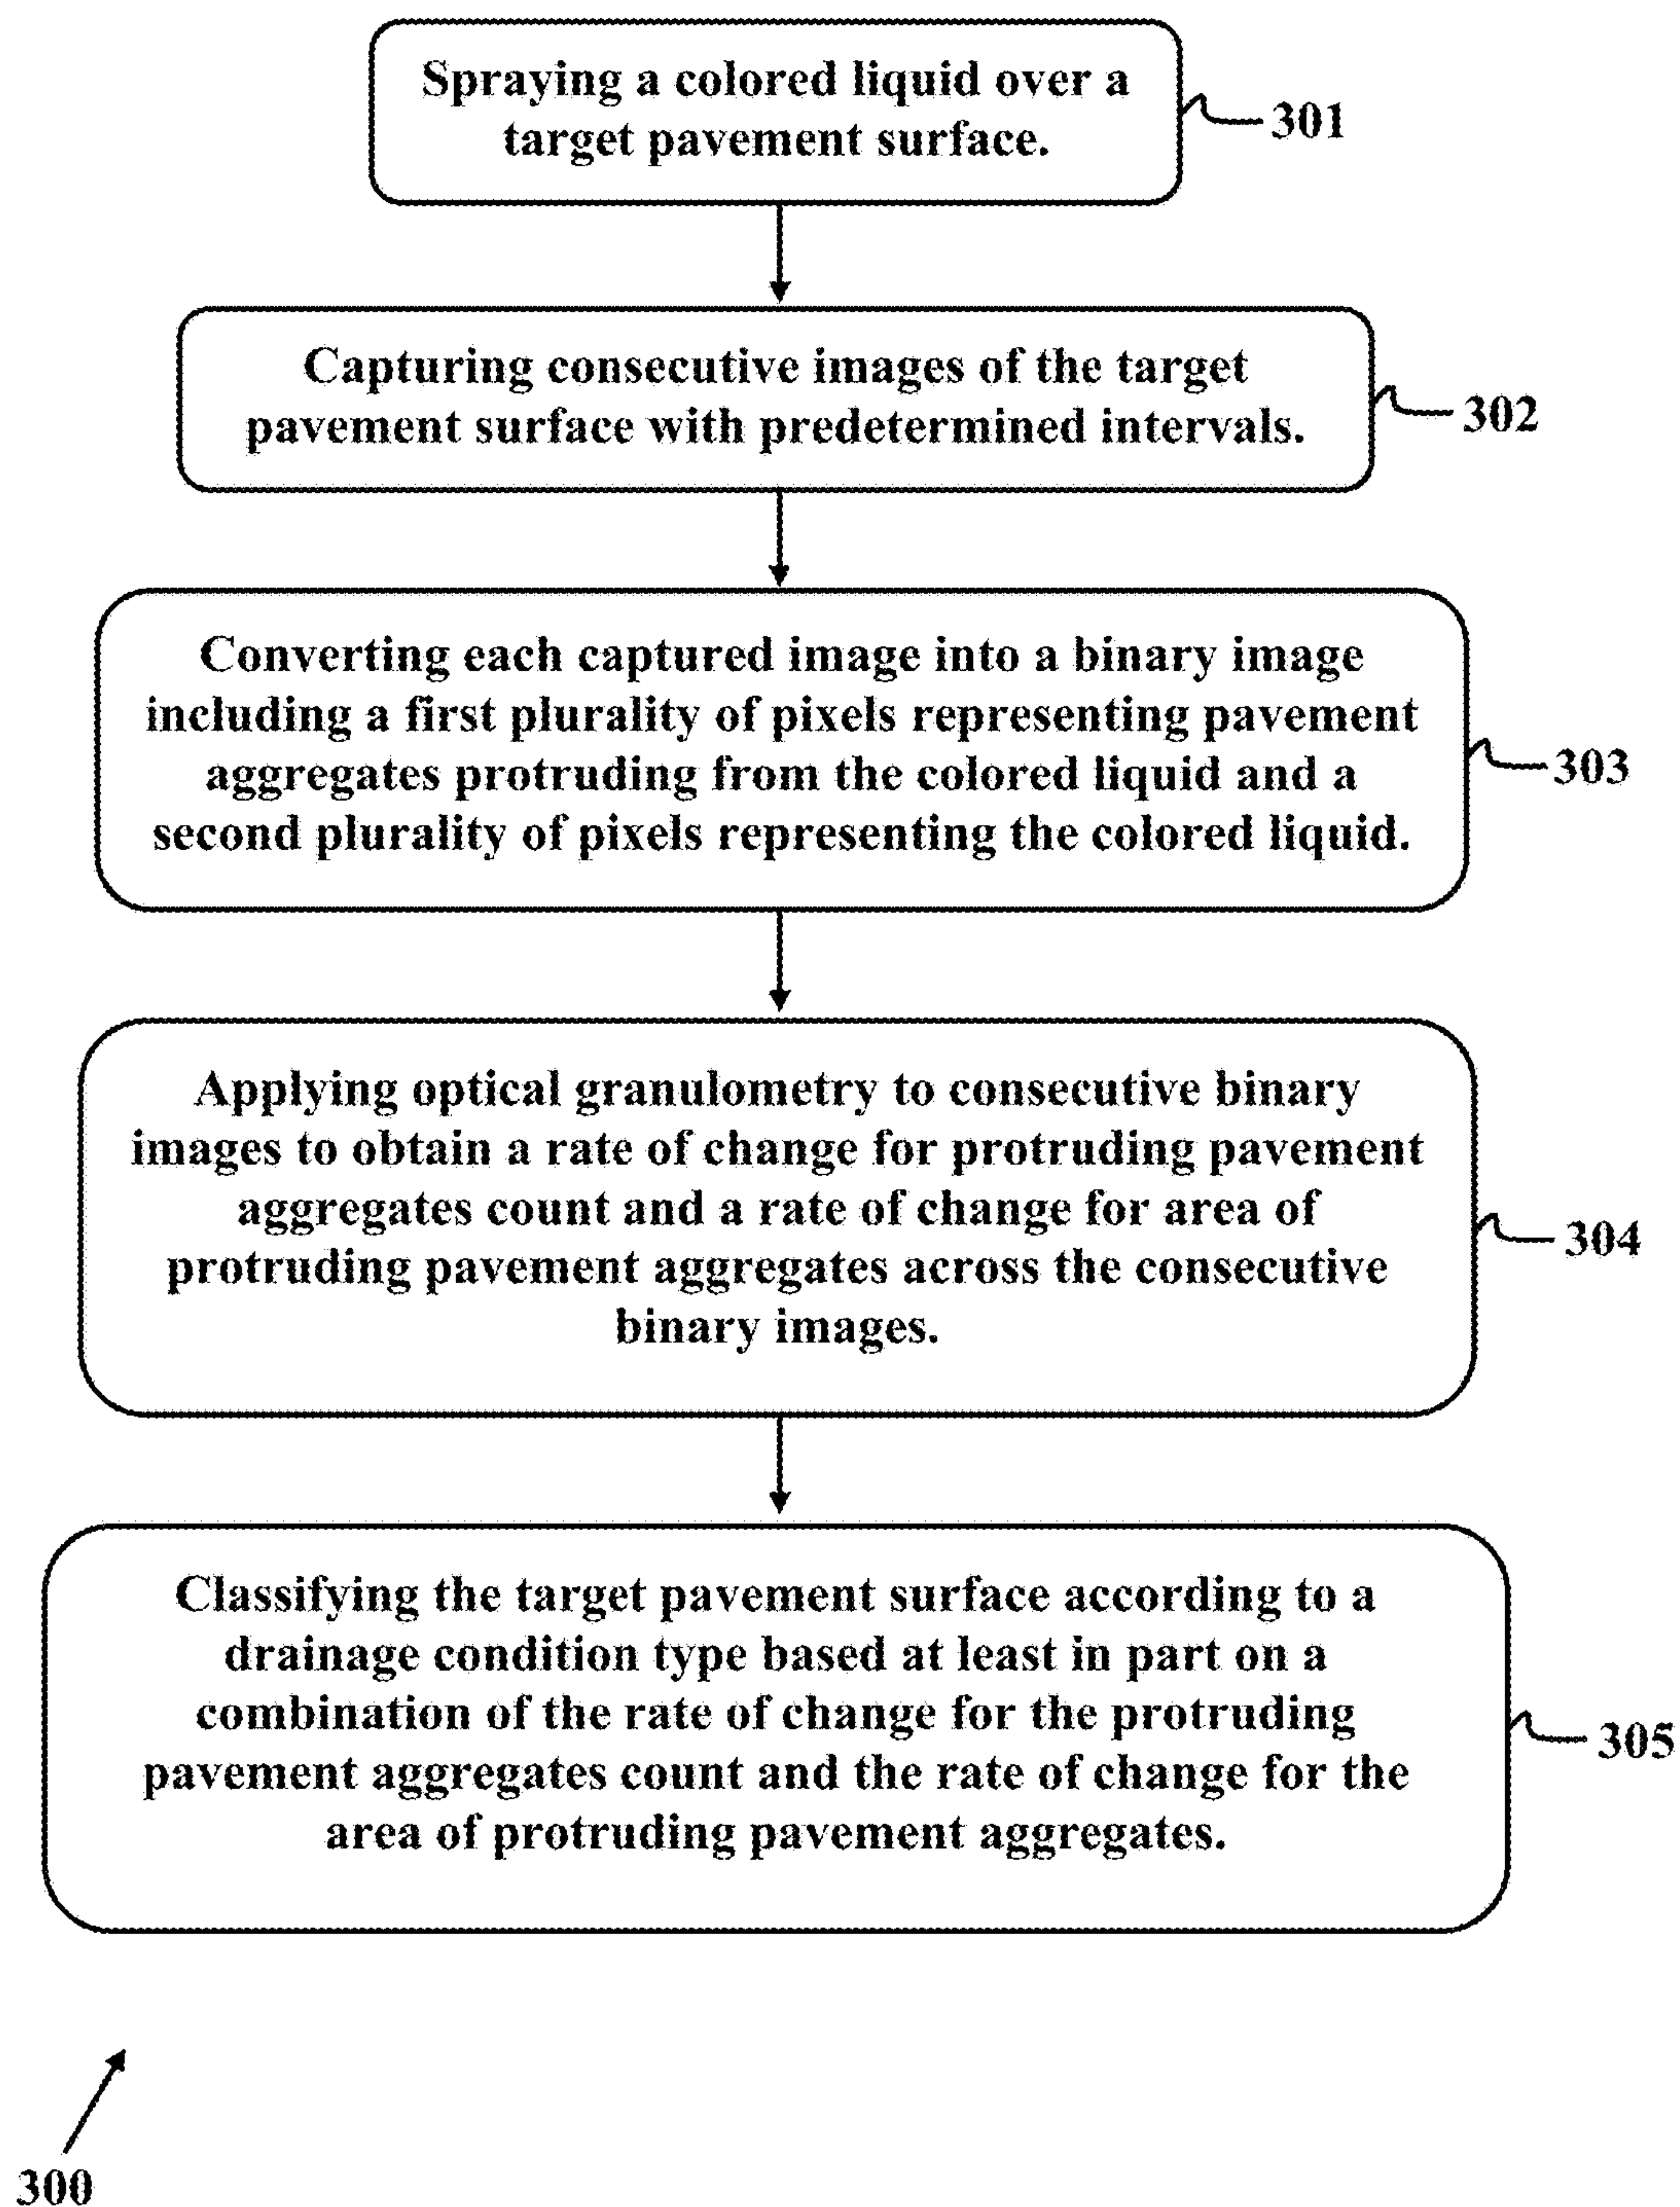 Spraying a colored liquid over a
target pavement surface.
301
Capturing consecutive images of the target
pavement surface with predetermined intervals.
302
Converting each captured image into a binary image
including a first plurality of pixels representing pavement
aggregates protruding from the colored liquid and a
second plurality of pixels representing the colored liquid.
303
Applying optical granulometry to consecutive binary
images to obtain a rate of change for protruding pavement
aggregates count and a rate of change for area of
protruding pavement aggregates across the consecutive
binary images.
304
Classifying the target pavement surface according to a
drainage condition type based at least in part on a
combination of the rate of change for the protruding
pavement aggregates count and the rate of change for the
area of protruding pavement aggregates.
305
300